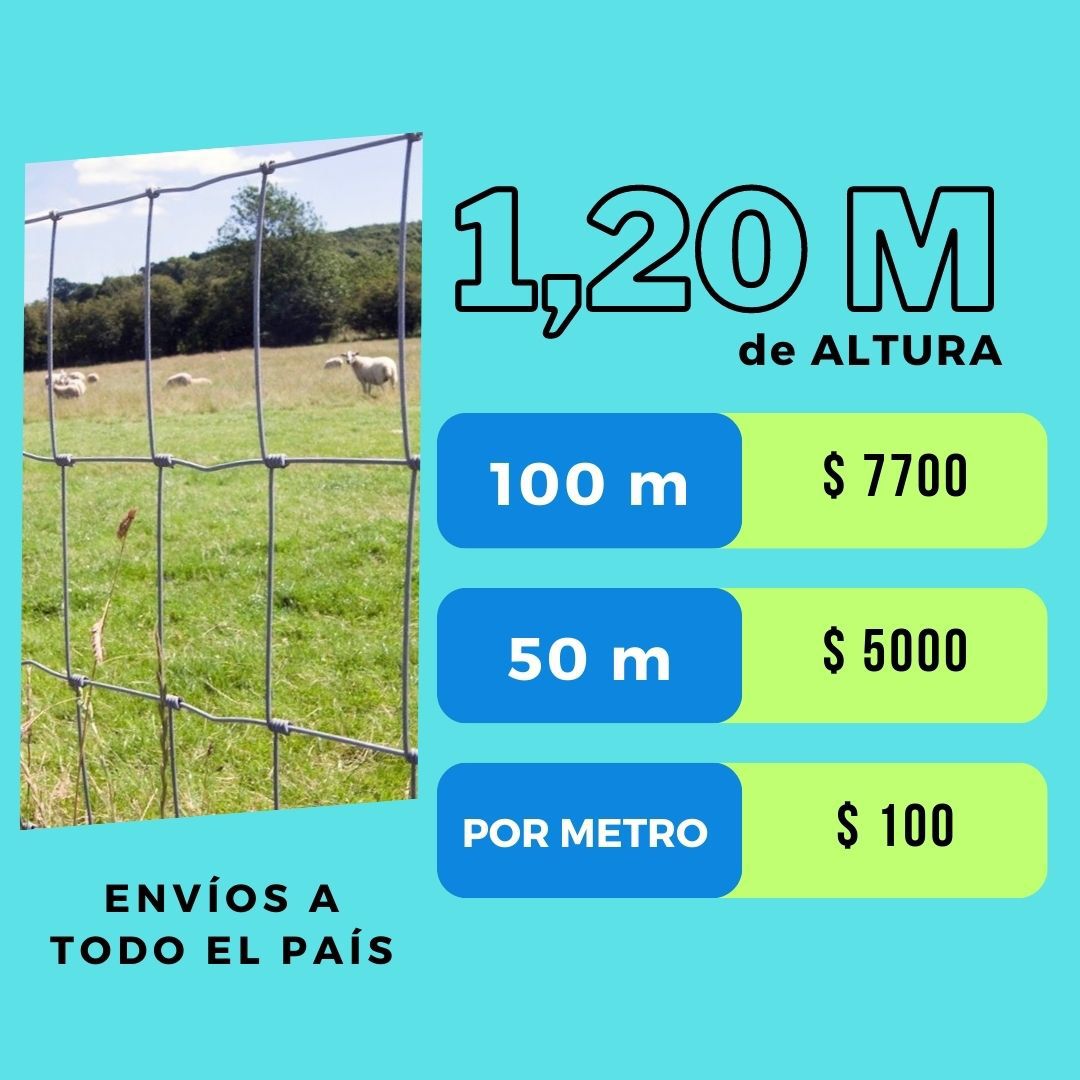 1,20 M
de ALTURA
100 m
$ 7700
50 m
$ 5000
POR METRO
$ 100
ENVÍOS A
TODO EL PAÍS